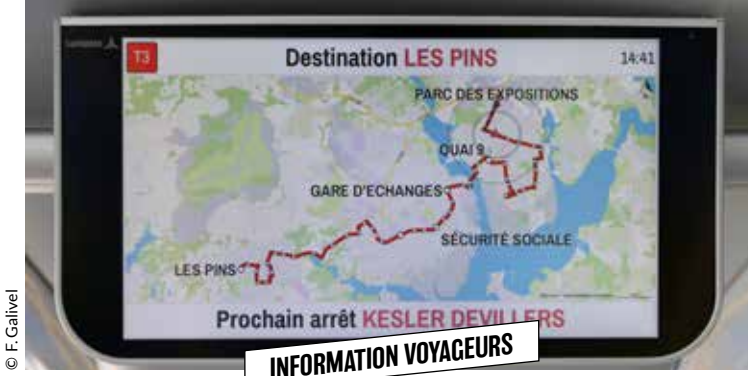 T3
Destination LES PINS
14:41
PARC DES EXPOSITIONS
QUAI 9
GARE D'ECHANGES
SÉCURITÉ SOCIALE
LES PINS
Prochain arrêt KESLER DEVILLERS
INFORMATION VOYAGEURS
© F. Galivel